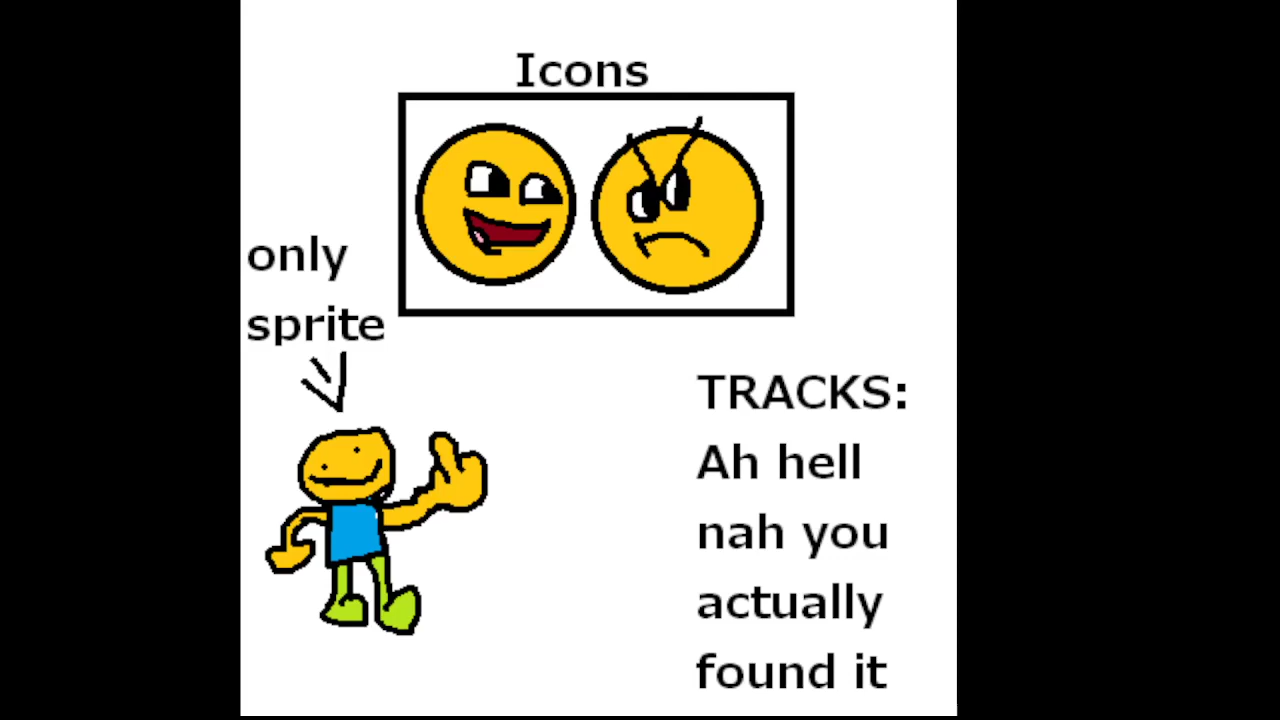 Icons
only
sprite
TRACKS:
Ah hell
nah you
actually
found it